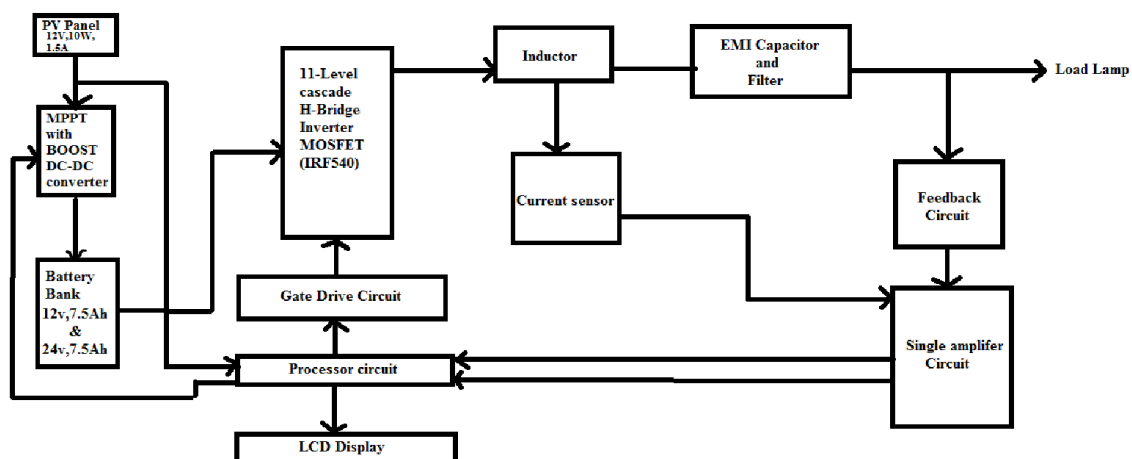 PV Panel
12V,10W,
1.5A
MPPT
with
BOOST
DC-DC
converter
Battery
Bank
12v,7.5Ah
&
24v,7.5Ah
11-Level
cascade
H-Bridge
Inverter
MOSFET
(IRF540)
Gate Drive Circuit
Processor circuit
LCD Display
Inductor
Current sensor
EMI Capacitor
and
Filter
Load Lamp
Feedback
Circuit
Single amplifer
Circuit